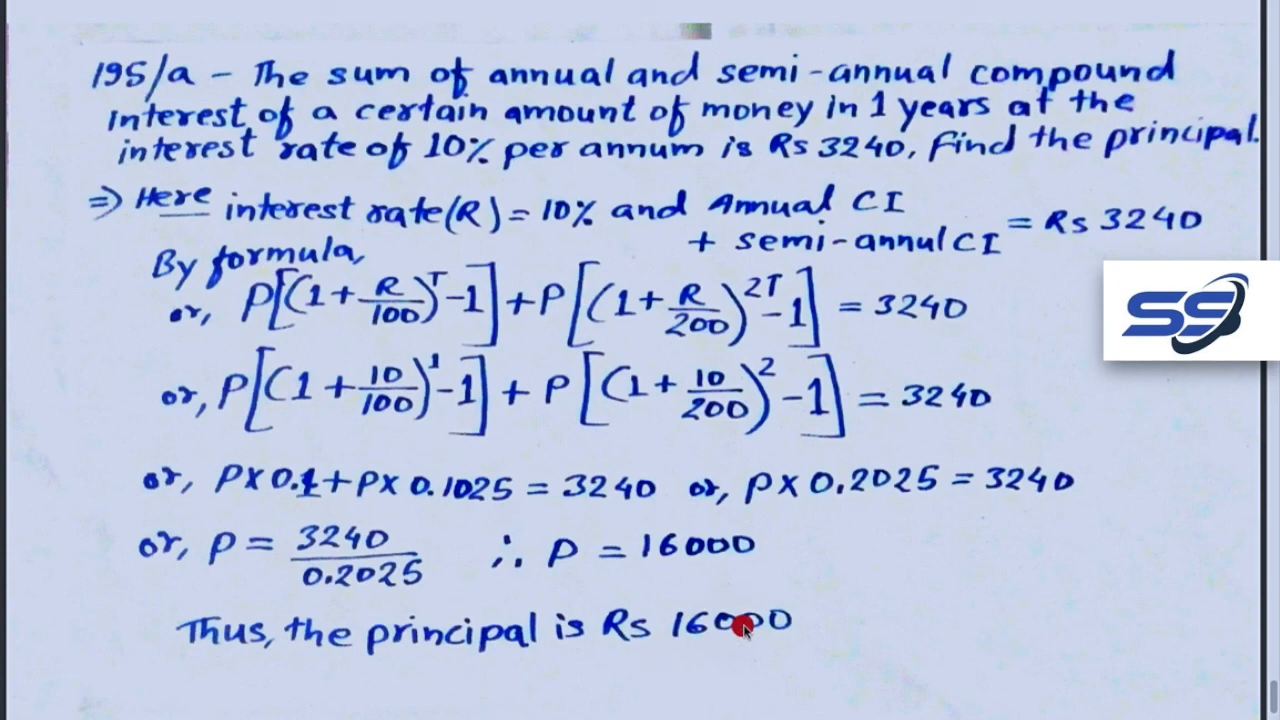 195/a - The sum of annual and semi-annual compound
interest of a certain amount of money in 1 years at the
interest rate of 10% per annum is Rs 3240, Find the principal.
⇒ Here interest rate(R) = 10% and Annual CI
+ semi-annul CI = Rs 3240
By formula,
or, P[(1+R/100)^T-1]+P[(1+R/200)^2T-1] = 3240
or, P[(1+10/100)^1-1]+P[(1+10/200)^2-1] = 3240
or, P×0.1+P×0.1025 = 3240 or, P×0.2025 = 3240
or, P = 3240/0.2025 ∴ P = 16000
Thus, the principal is Rs 16000
SS